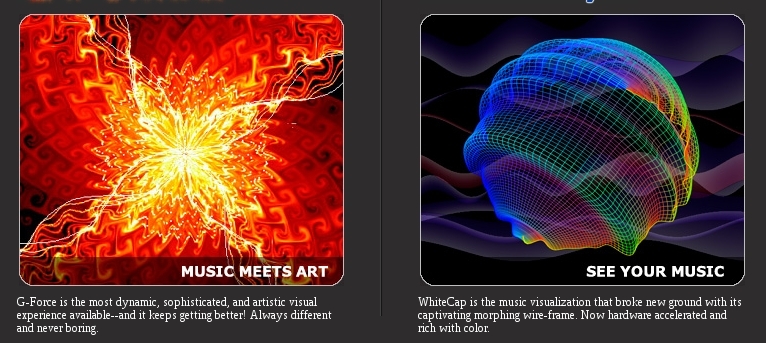 MUSIC MEETS ART
G-Force is the most dynamic, sophisticated, and artistic visual
experience available--and it keeps getting better! Always different
and never boring.
SEE YOUR MUSIC
WhiteCap is the music visualization that broke new ground with its
captivating morphing wire-frame. Now hardware accelerated and
rich with color.